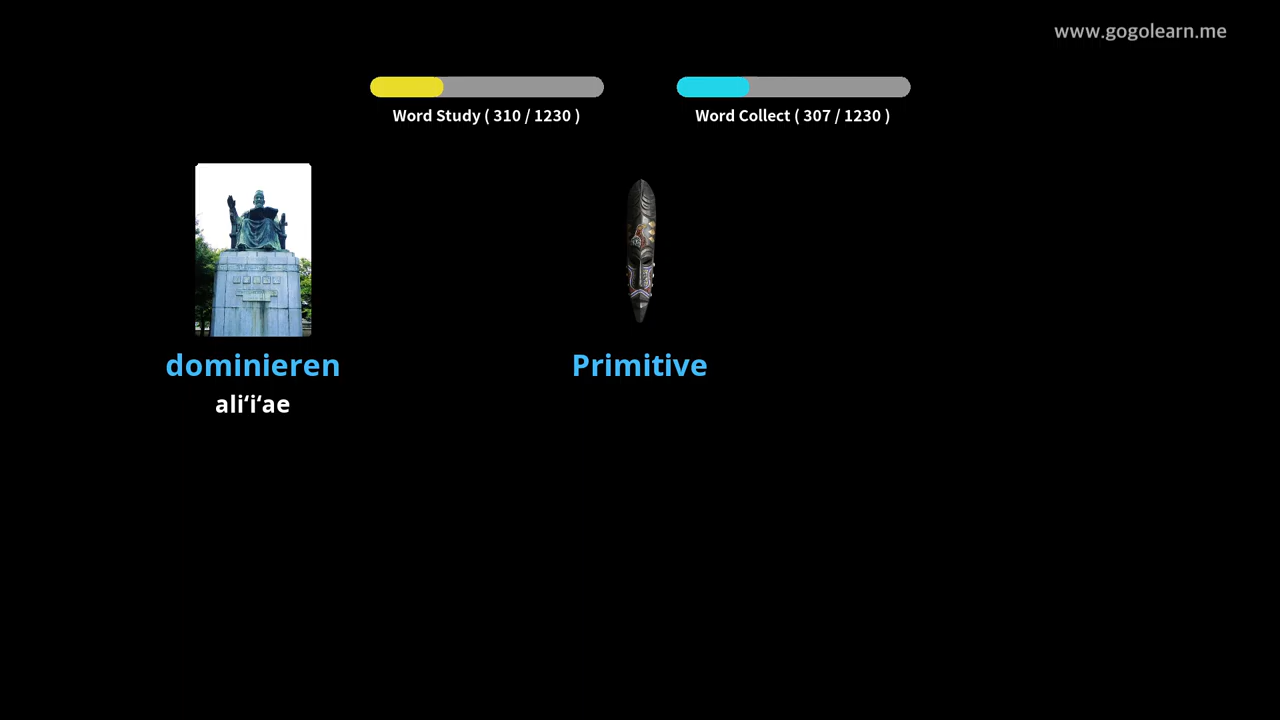 www.gogolearn.me
Word Study ( 310 / 1230 )
Word Collect ( 307 / 1230 )
dominieren
aliʻiʻae
Primitive